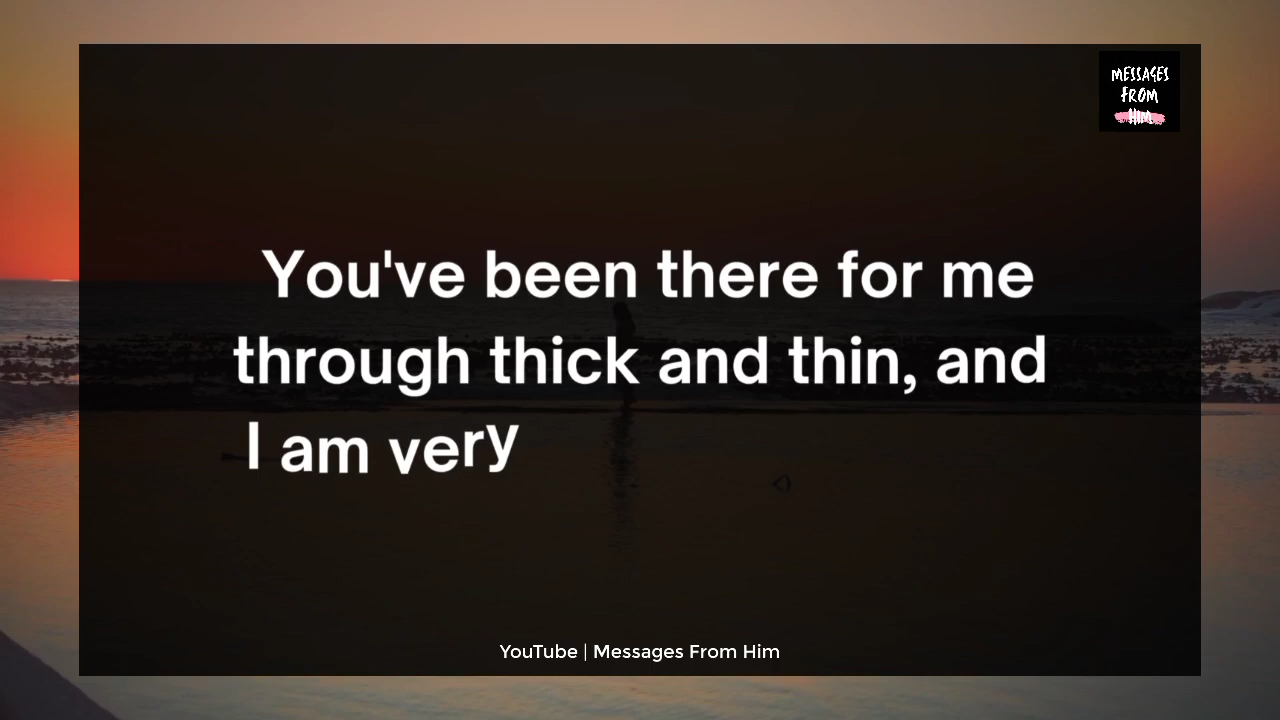 MESSAGES
FROM
HIM
You've been there for me
through thick and thin, and
I am very
YouTube | Messages From Him